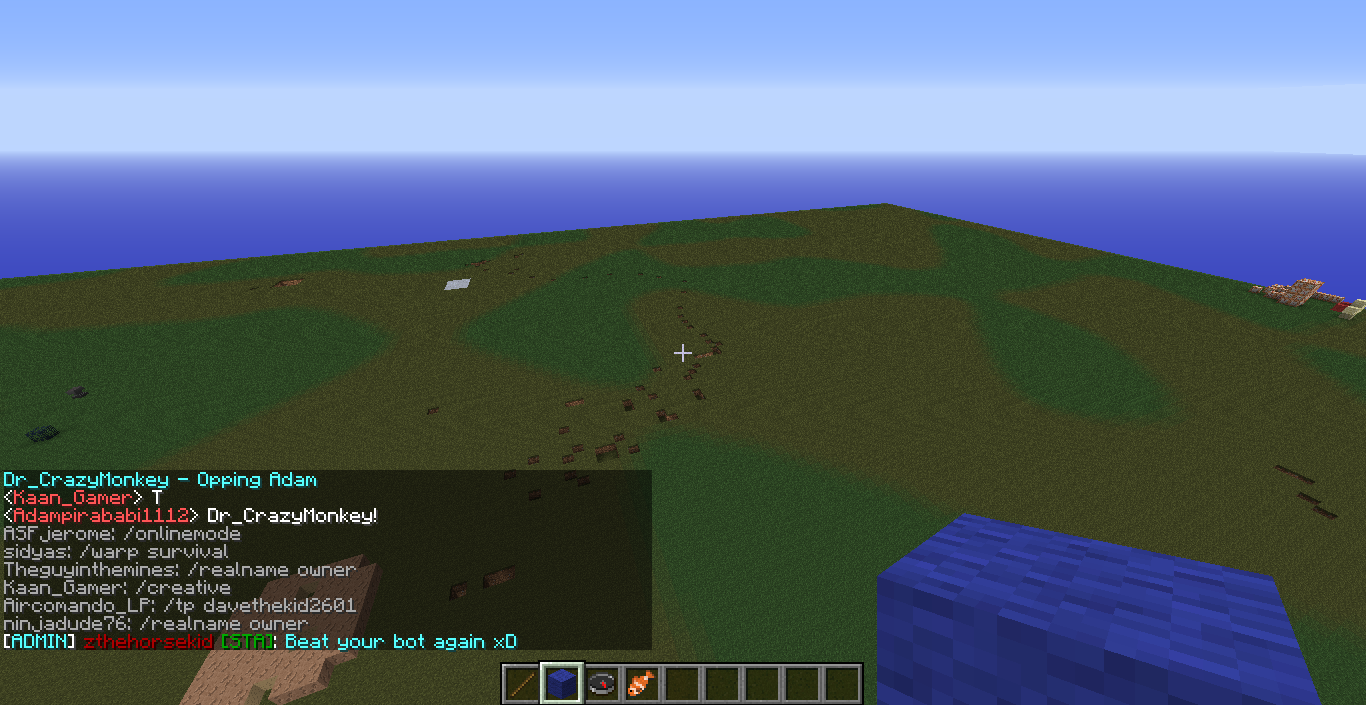 Dr_CrazyMonkey - Opping Adam
<Kaan_Gamer> T
<Adampirababi1112> Dr_CrazyMonkey!
ASFjerome: /onlinemode
sidyas: /warp survival
Theguyinthemines: /realname owner
Kaan_Gamer: /creative
Aircomando_LP: /tp davethekid2601
ninjadude76: /realname owner
[ADMIN] zthehorsekid [STA]: Beat your bot again xD